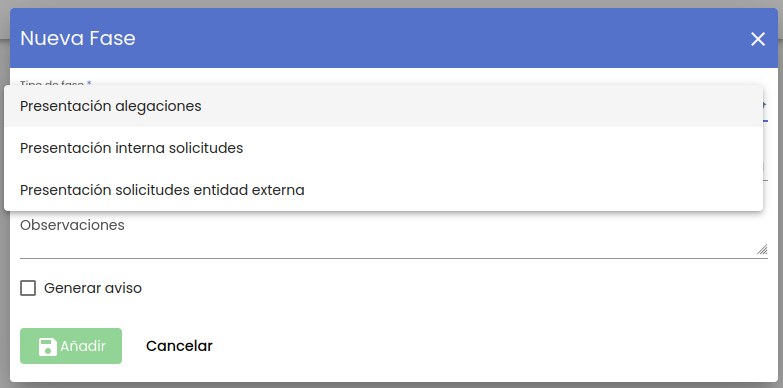 Nueva Fase
Tipo de fase *
Presentación alegaciones
Presentación interna solicitudes
Presentación solicitudes entidad externa
Observaciones
Generar aviso
Añadir
Cancelar